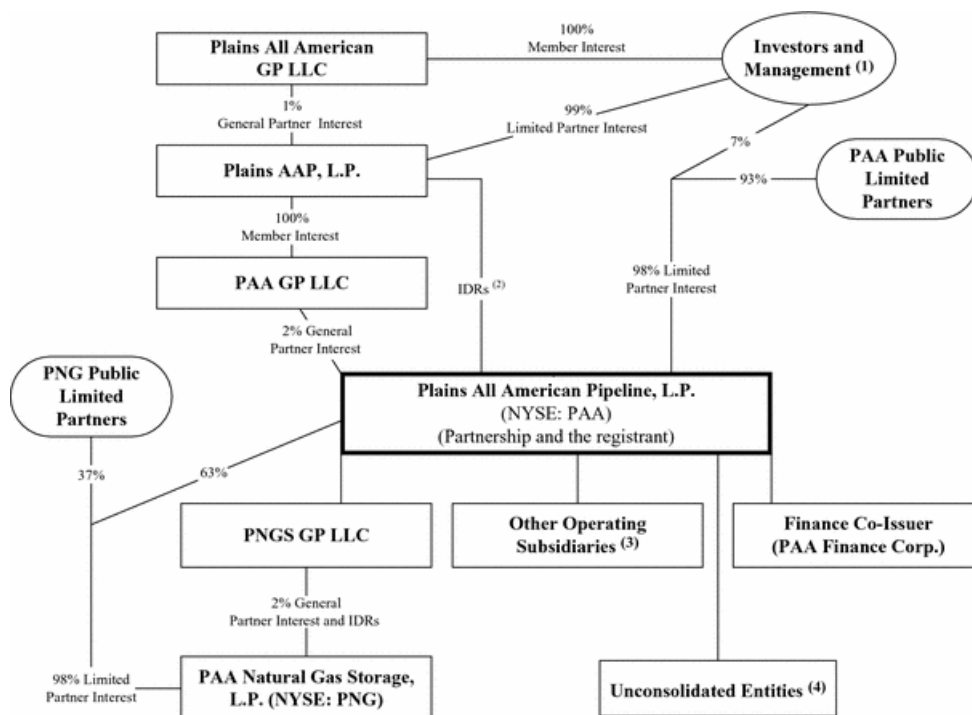 Plains All American
GP LLC
100%
Member Interest
Investors and
Management (1)
1%
General Partner Interest
99%
Limited Partner Interest
7%
Plains AAP, L.P.
93%
PAA Public
Limited
Partners
100%
Member Interest
PAA GP LLC
IDRs (2)
98% Limited
Partner Interest
2% General
Partner Interest
PNG Public
Limited
Partners
Plains All American Pipeline, L.P.
(NYSE: PAA)
(Partnership and the registrant)
37%
63%
PNGS GP LLC
Other Operating
Subsidiaries (3)
Finance Co-Issuer
(PAA Finance Corp.)
2% General
Partner Interest and IDRs
98% Limited
Partner Interest
PAA Natural Gas Storage,
L.P. (NYSE: PNG)
Unconsolidated Entities (4)